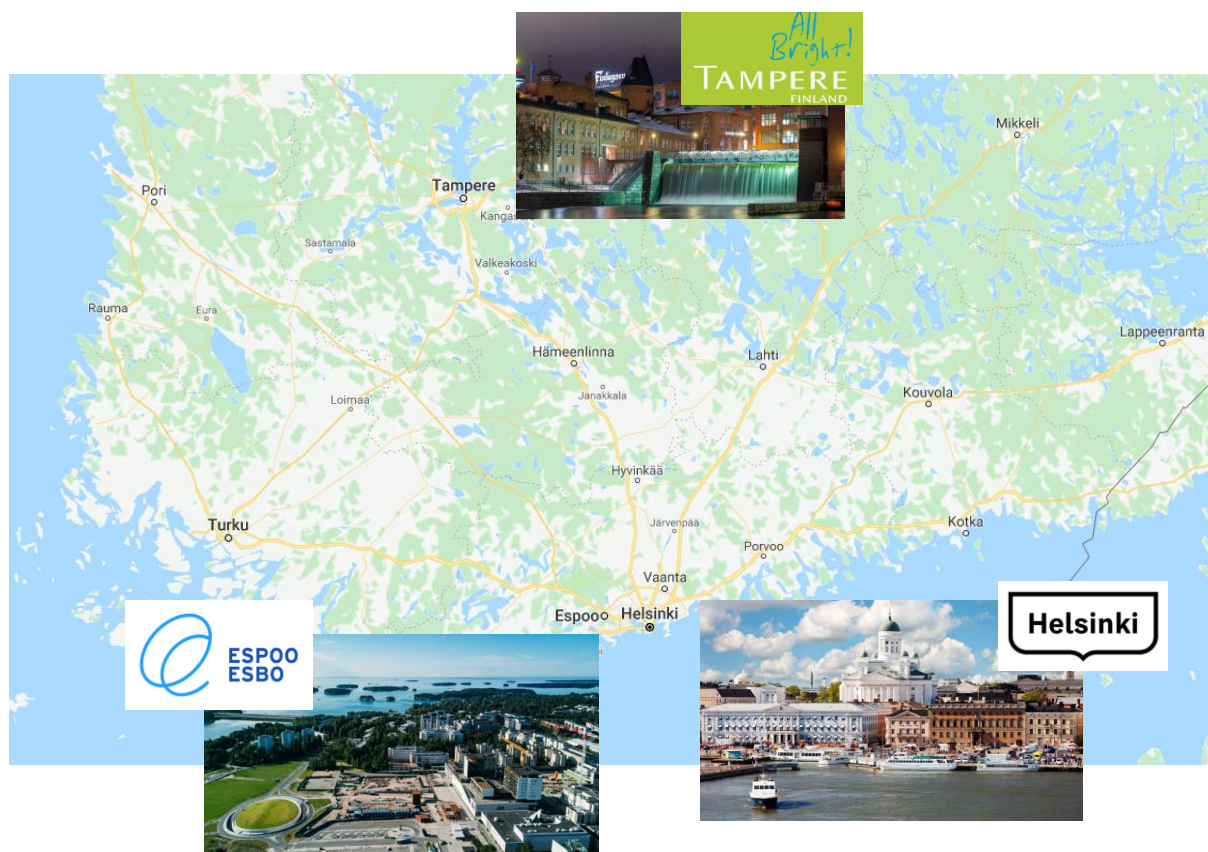 All
Bright!
TAMPERE
FINLAND
Finlayson
Mikkeli
Pori
Tampere
Sastamala
Valkeakoski
Rauma
Eura
Lappeenranta
Hämeenlinna
Lahti
Janakkala
Kouvola
Loimaa
Hyvinkää
Turku
Järvenpää
Kotka
Porvoo
Vaanta
Espoo
Helsinki
Helsinki
ESPOO
ESBO